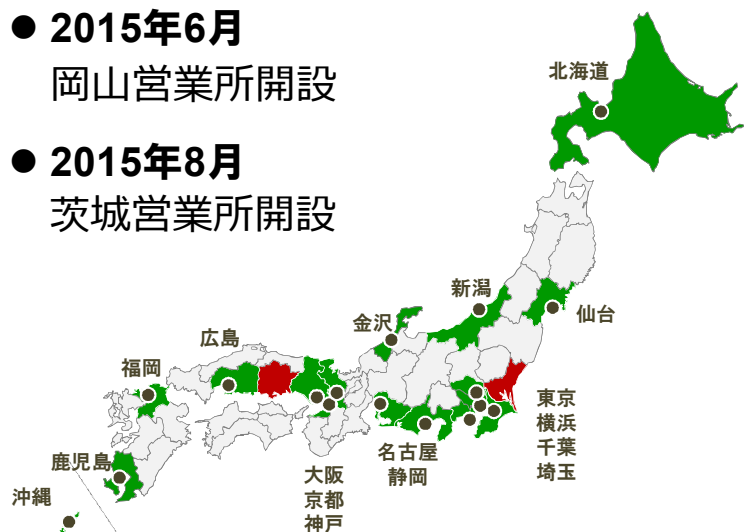 ● 2015年6月
岡山営業所開設
● 2015年8月
茨城営業所開設
北海道
新潟
仙台
金沢
広島
福岡
東京
横浜
千葉
埼玉
名古屋
静岡
鹿児島
大阪
京都
神戸
沖縄